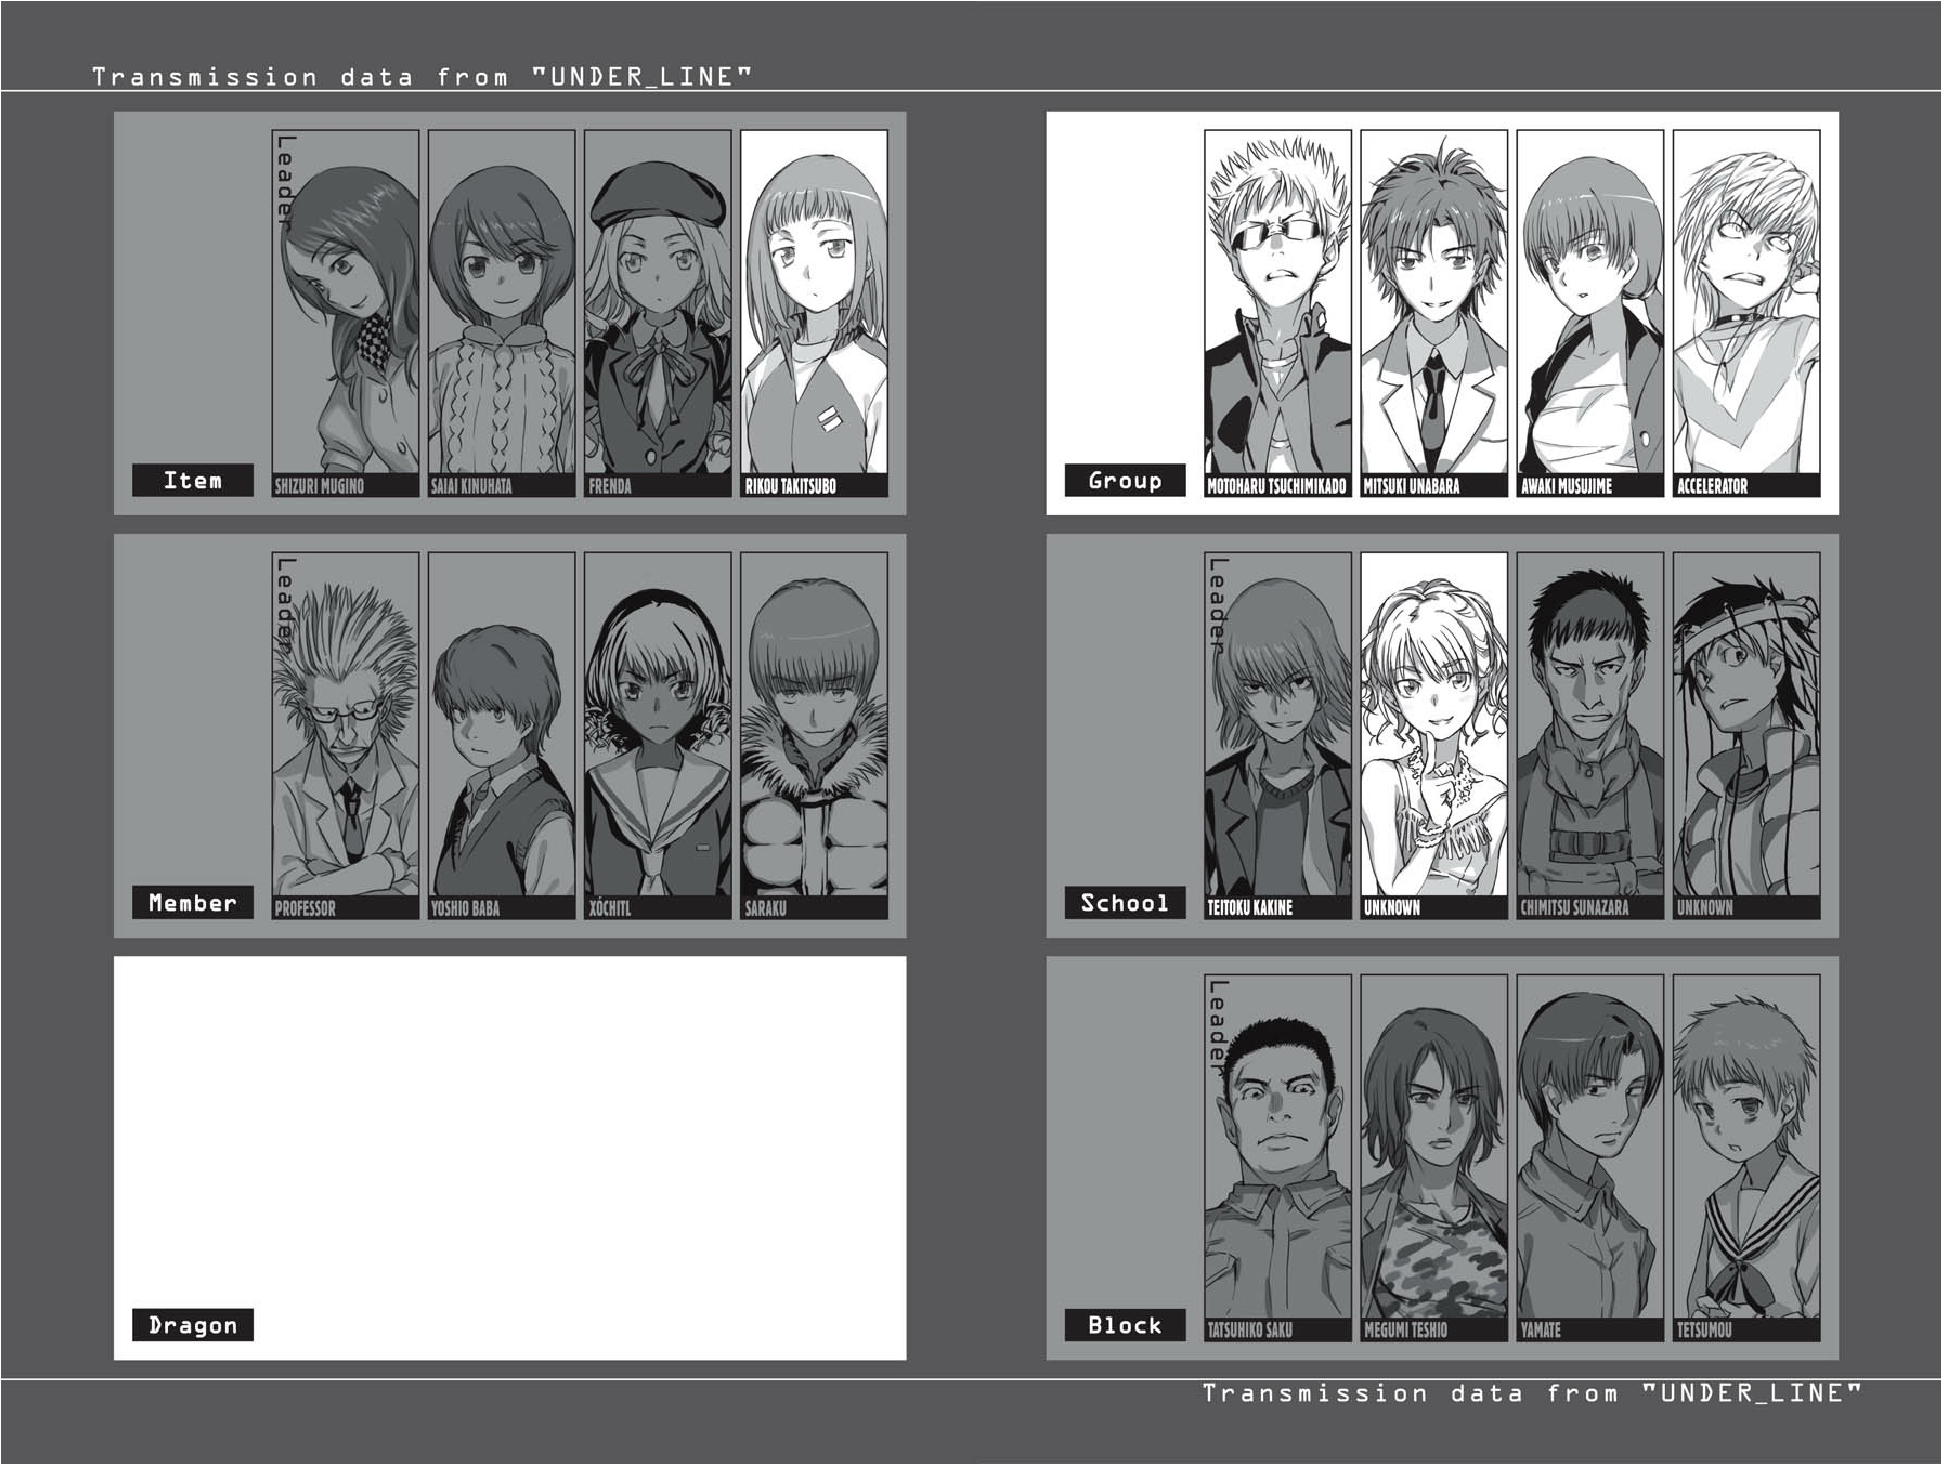 Transmission data from "UNDER_LINE"
Leader
Item
SHIZURI MUGINO
SAIAI KINUHATA
FRENDA
RIKOU TAKITSUBO
Group
MOTOHARU TSUCHIMIKADO
MITSUKI UNABARA
AWAKI MUSUJIME
ACCELERATOR
Leader
Member
PROFESSOR
YOSHIO BABA
XÓCHITL
SARAKU
Leader
School
TEITOKU KAKINE
UNKNOWN
CHIMITSU SUNAZARA
UNKNOWN
Dragon
Leader
Block
TATSUHIKO SAKU
MEGUMI TESHIO
YAMATE
TETSUMOU
Transmission data from "UNDER_LINE"